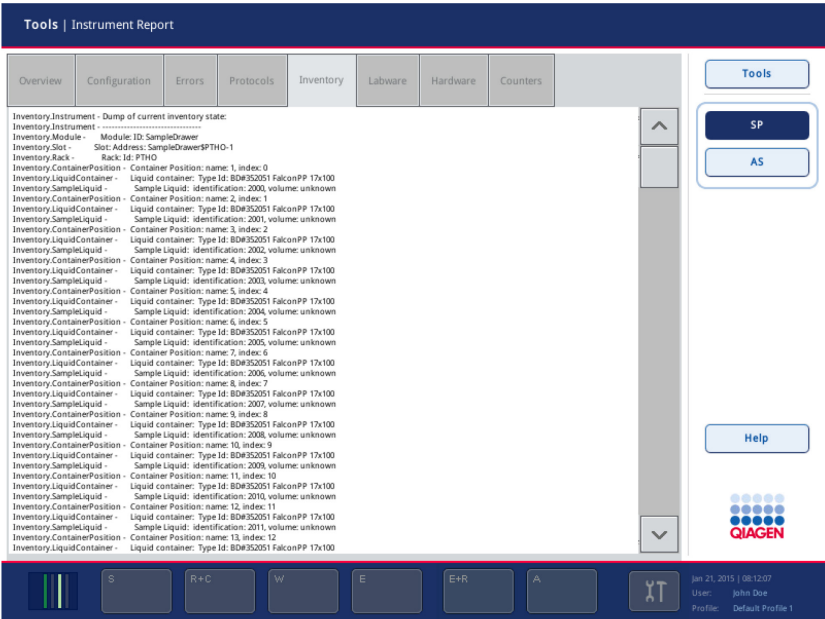 Tools | Instrument Report
Overview
Configuration
Errors
Protocols
Inventory
Labware
Hardware
Counters
Tools
SP
AS
Inventory.Instrument - Dump of current inventory state:
Inventory.Instrument - --------------------------------
Inventory.Module - Module: ID: SampleDrawer
Inventory.Slot - Slot: Address: SampleDrawer$PTHO-1
Inventory.Rack - Rack: Id: PTHO
Inventory.ContainerPosition - Container Position: name: 1, index: 0
Inventory.LiquidContainer - Liquid container: Type Id: BD#352051 FalconPP 17x100
Inventory.SampleLiquid - Sample Liquid: identification: 2000, volume: unknown
Inventory.ContainerPosition - Container Position: name: 2, index: 1
Inventory.LiquidContainer - Liquid container: Type Id: BD#352051 FalconPP 17x100
Inventory.SampleLiquid - Sample Liquid: identification: 2001, volume: unknown
Inventory.ContainerPosition - Container Position: name: 3, index: 2
Inventory.LiquidContainer - Liquid container: Type Id: BD#352051 FalconPP 17x100
Inventory.SampleLiquid - Sample Liquid: identification: 2002, volume: unknown
Inventory.ContainerPosition - Container Position: name: 4, index: 3
Inventory.LiquidContainer - Liquid container: Type Id: BD#352051 FalconPP 17x100
Inventory.SampleLiquid - Sample Liquid: identification: 2003, volume: unknown
Inventory.ContainerPosition - Container Position: name: 5, index: 4
Inventory.LiquidContainer - Liquid container: Type Id: BD#352051 FalconPP 17x100
Inventory.SampleLiquid - Sample Liquid: identification: 2004, volume: unknown
Inventory.ContainerPosition - Container Position: name: 6, index: 5
Inventory.LiquidContainer - Liquid container: Type Id: BD#352051 FalconPP 17x100
Inventory.SampleLiquid - Sample Liquid: identification: 2005, volume: unknown
Inventory.ContainerPosition - Container Position: name: 7, index: 6
Inventory.LiquidContainer - Liquid container: Type Id: BD#352051 FalconPP 17x100
Inventory.SampleLiquid - Sample Liquid: identification: 2006, volume: unknown
Inventory.ContainerPosition - Container Position: name: 8, index: 7
Inventory.LiquidContainer - Liquid container: Type Id: BD#352051 FalconPP 17x100
Inventory.SampleLiquid - Sample Liquid: identification: 2007, volume: unknown
Inventory.ContainerPosition - Container Position: name: 9, index: 8
Inventory.LiquidContainer - Liquid container: Type Id: BD#352051 FalconPP 17x100
Inventory.SampleLiquid - Sample Liquid: identification: 2008, volume: unknown
Inventory.ContainerPosition - Container Position: name: 10, index: 9
Inventory.LiquidContainer - Liquid container: Type Id: BD#352051 FalconPP 17x100
Inventory.SampleLiquid - Sample Liquid: identification: 2009, volume: unknown
Inventory.ContainerPosition - Container Position: name: 11, index: 10
Inventory.LiquidContainer - Liquid container: Type Id: BD#352051 FalconPP 17x100
Inventory.SampleLiquid - Sample Liquid: identification: 2010, volume: unknown
Inventory.ContainerPosition - Container Position: name: 12, index: 11
Inventory.LiquidContainer - Liquid container: Type Id: BD#352051 FalconPP 17x100
Inventory.SampleLiquid - Sample Liquid: identification: 2011, volume: unknown
Inventory.ContainerPosition - Container Position: name: 13, index: 12
Inventory.LiquidContainer - Liquid container: Type Id: BD#352051 FalconPP 17x100
Help
QIAGEN
S
R+C
W
E
E+R
A
Jan 21, 2015 | 08:12:07
User: John Doe
Profile: Default Profile 1